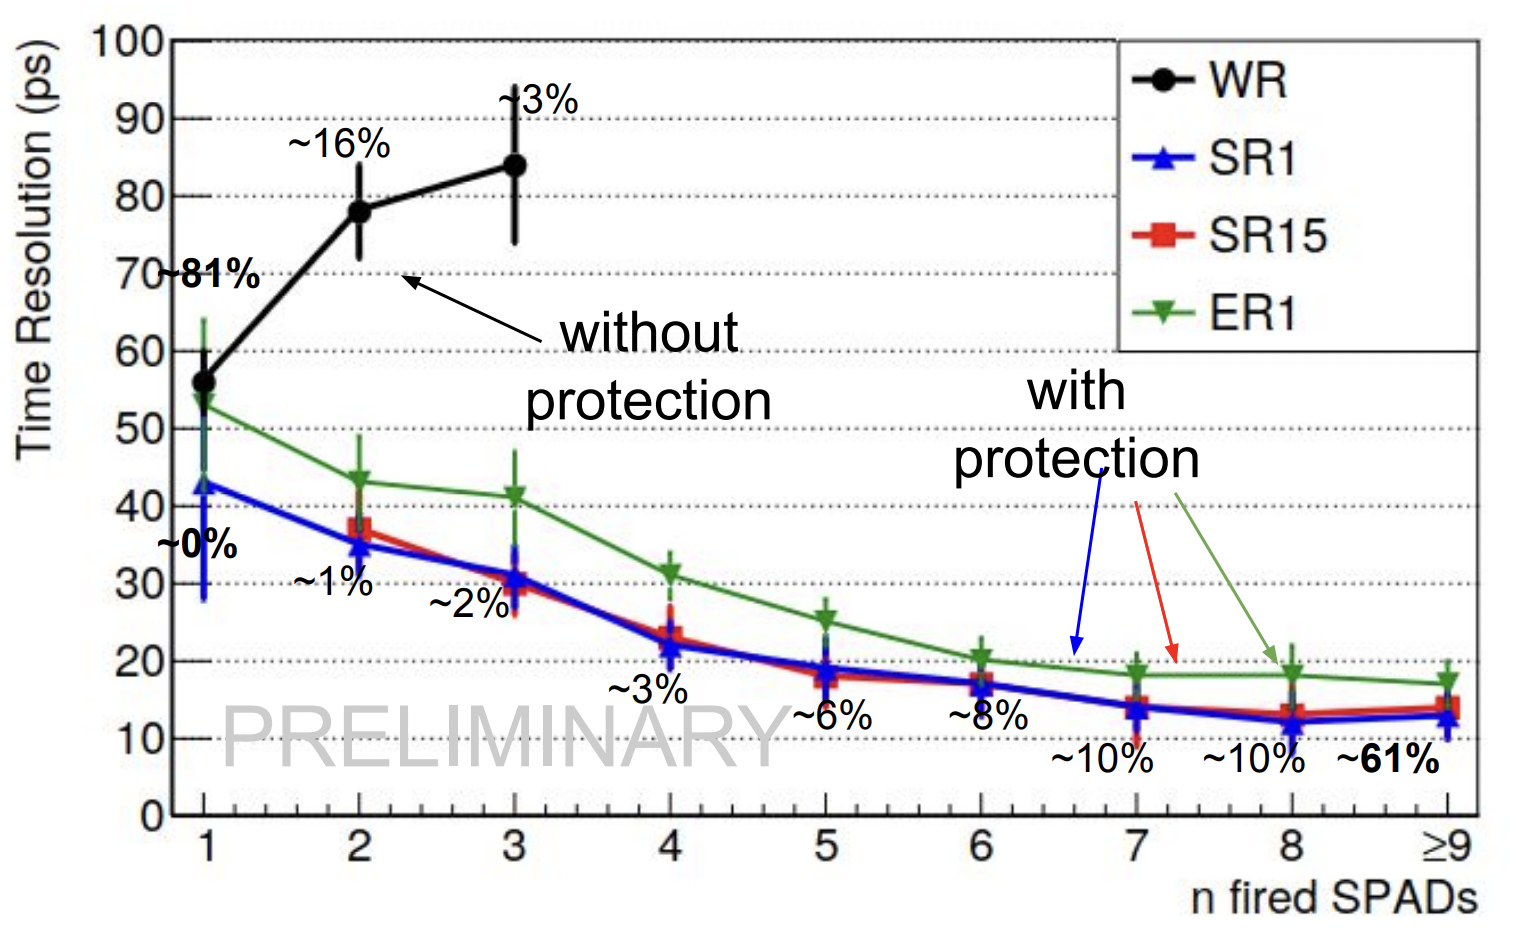 Time Resolution (ps)
100
90
80
70
60
50
40
30
20
10
0
WR
SR1
SR15
ER1
~3%
~16%
~81%
without
protection
with
protection
~0%
~1%
~2%
~3%
~6%
~8%
~10%
~10%
~61%
PRELIMINARY
1 2 3 4 5 6 7 8 ≥9
n fired SPADs